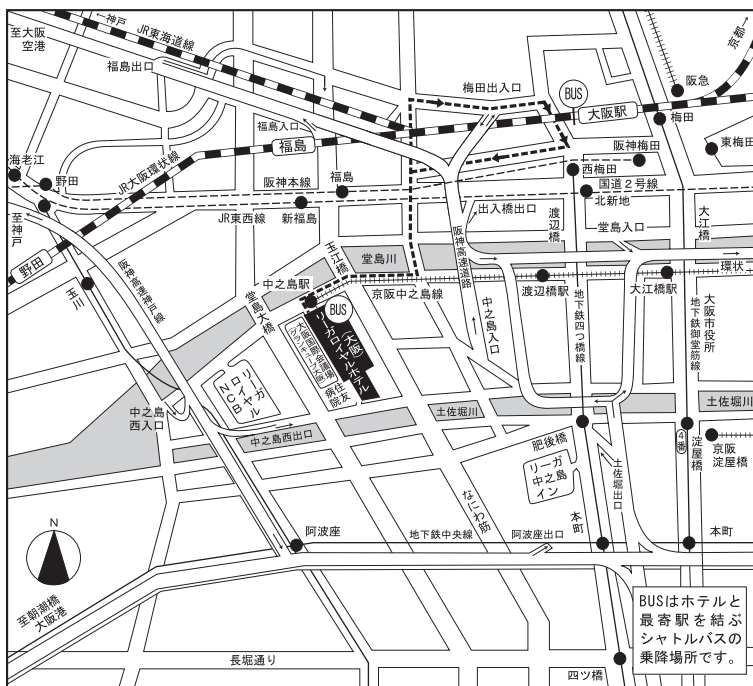 ←神戸
JR東海道線
至大阪
空港
福島出口
梅田出入口
BUS
京都→
阪急
大阪駅
梅田
福島入口
福島
JR大阪環状線
海老江
野田
阪神本線
福島
阪神梅田
東梅田
西梅田
国道2号線
北新地
JR東西線
新福島
出入橋出口
渡辺橋
堂島入口
大江橋
至神戸
野田
玉川
阪神高速神戸線
堂島大橋
玉江橋
堂島川
中之島駅
京阪中之島線
阪神高速道路
渡辺橋駅
大江橋駅
環状
中之島入口
地下鉄四つ橋線
地下鉄御堂筋線
大阪市役所
BUS
リーガロイヤルホテル
(大阪)
大阪国際会議場
グランキューブ大阪
住友
病院
リーガ
ロイヤル
NCB
中之島
西入口
中之島西出口
土佐堀川
土佐堀川
肥後橋
リーガ
中之島
イン
土佐堀出口
4番
淀屋橋
京阪
淀屋橋
なにわ筋
本町
阿波座
地下鉄中央線
阿波座出口
本町
N
至朝潮橋
大阪港
長堀通り
四ツ橋
BUSはホテルと
最寄駅を結ぶ
シャトルバスの
乗降場所です。